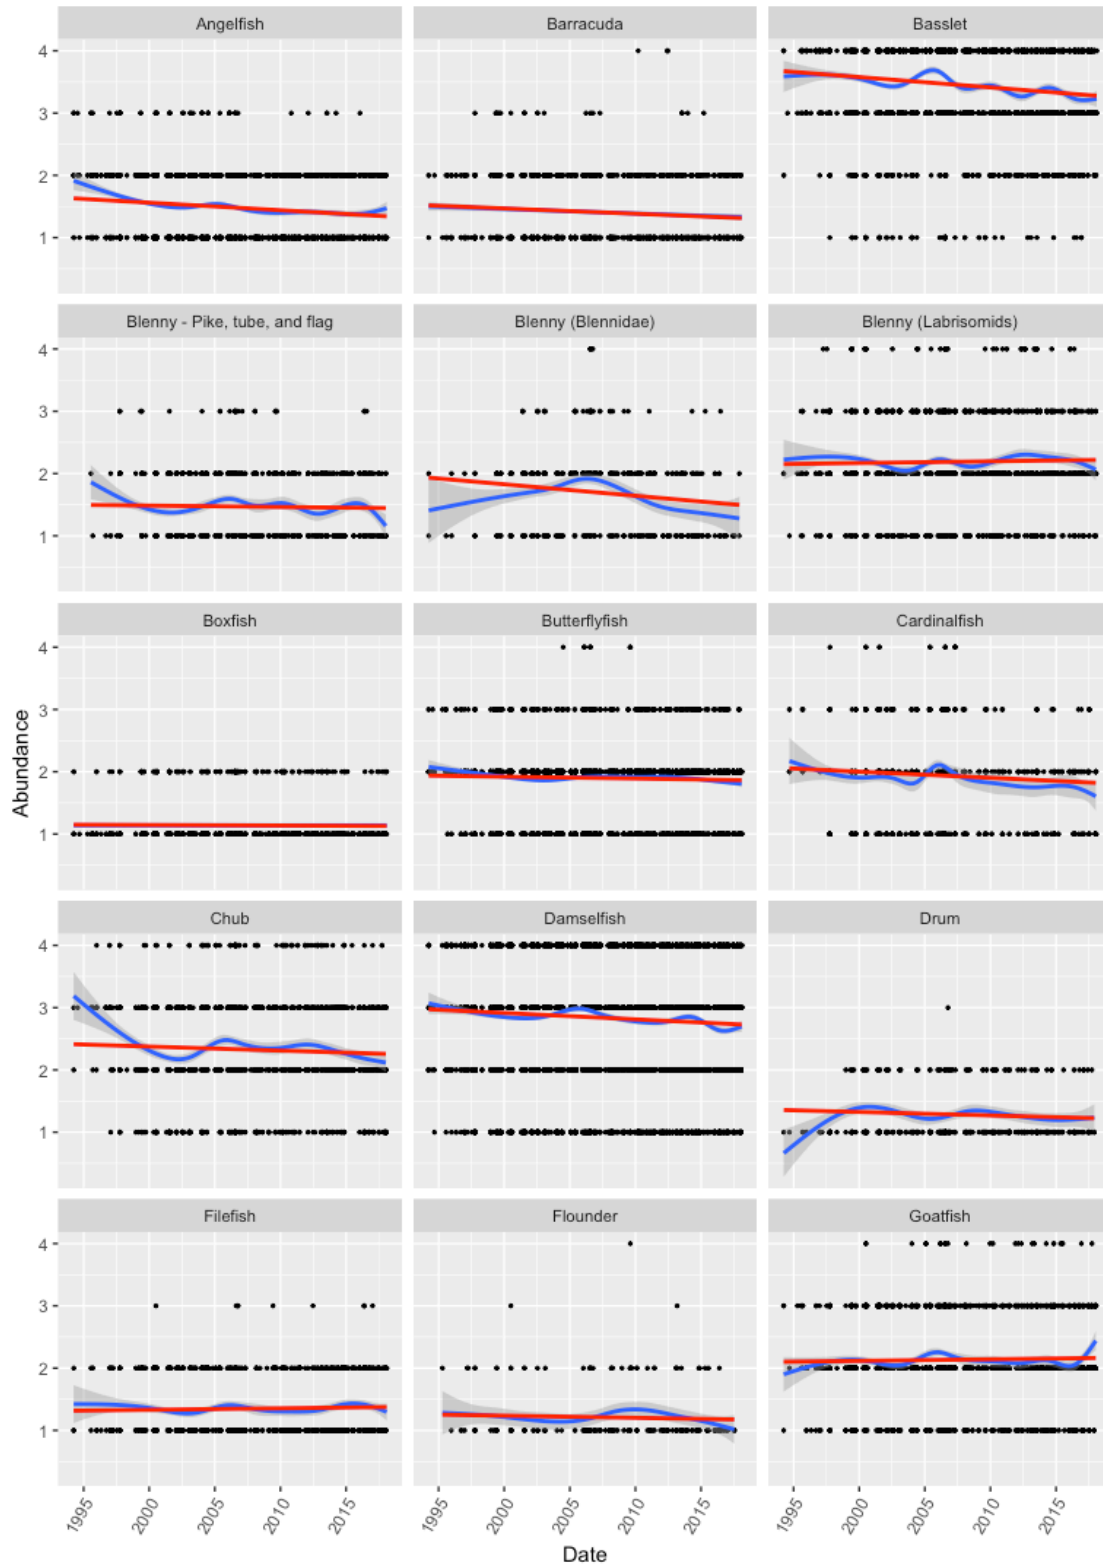 Angelfish Barracuda Basslet
4
3
2
1
Blenny - Pike, tube, and flag Blenny (Blennidae) Blenny (Labrisomids)
4
3
2
1
Boxfish Butterflyfish Cardinalfish
4
3
2
1
Abundance
Chub Damselfish Drum
4
3
2
1
Filefish Flounder Goatfish
4
3
2
1
1995 2000 2005 2010 2015 1995 2000 2005 2010 2015 1995 2000 2005 2010 2015
Date